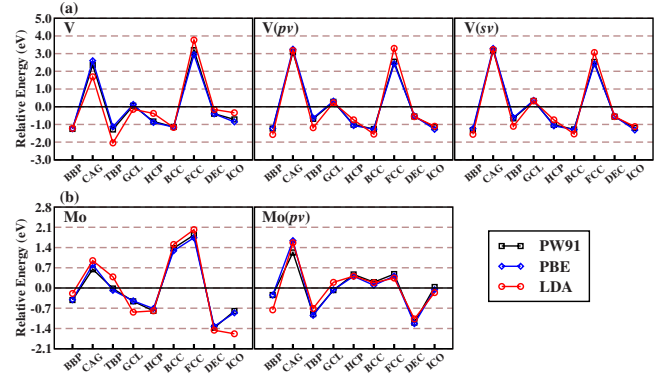 (a)
V
V(pv)
V(sv)
Relative Energy (eV)
5.0
4.0
3.0
2.0
1.0
0.0
-1.0
-2.0
-3.0
BBP CAG TBP GCL HCP BCC FCC DEC ICO
BBP CAG TBP GCL HCP BCC FCC DEC ICO
BBP CAG TBP GCL HCP BCC FCC DEC ICO
(b)
Mo
Mo(pv)
Relative Energy (eV)
2.8
2.1
1.4
0.7
0.0
-0.7
-1.4
-2.1
BBP CAG TBP GCL HCP BCC FCC DEC ICO
BBP CAG TBP GCL HCP BCC FCC DEC ICO
PW91
PBE
LDA